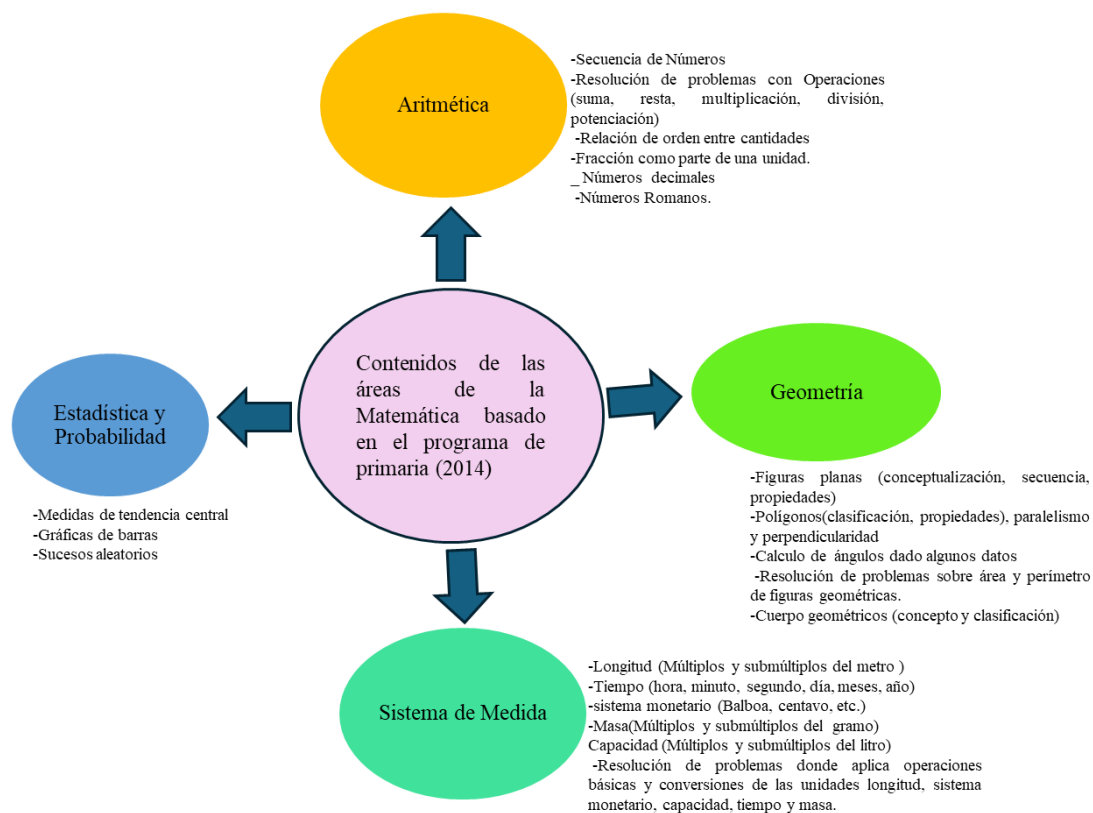 Aritmética
-Secuencia de Números
-Resolución de problemas con Operaciones
(suma, resta, multiplicación, división,
potenciación)
-Relación de orden entre cantidades
-Fracción como parte de una unidad.
_ Números decimales
-Números Romanos.
Contenidos de las
áreas de la
Matemática basado
en el programa de
primaria (2014)
Geometría
-Figuras planas (conceptualización, secuencia,
propiedades)
-Polígonos(clasificación, propiedades), paralelismo
y perpendicularidad
-Calculo de ángulos dado algunos datos
-Resolución de problemas sobre área y perímetro
de figuras geométricas.
-Cuerpo geométricos (concepto y clasificación)
Estadística y
Probabilidad
-Medidas de tendencia central
-Gráficas de barras
-Sucesos aleatorios
Sistema de Medida
-Longitud (Múltiplos y submúltiplos del metro )
-Tiempo (hora, minuto, segundo, día, meses, año)
-sistema monetario (Balboa, centavo, etc.)
-Masa(Múltiplos y submúltiplos del gramo)
Capacidad (Múltiplos y submúltiplos del litro)
-Resolución de problemas donde aplica operaciones
básicas y conversiones de las unidades longitud, sistema
monetario, capacidad, tiempo y masa.